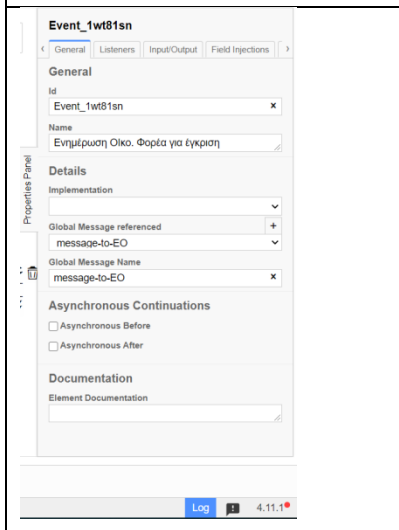 Event_1wt81sn
General Listeners Input/Output Field Injections
General
Id
Event_1wt81sn
Name
Ενημέρωση Οίκο. Φορέα για έγκριση
Properties Panel
Details
Implementation
Global Message referenced
message-to-EO
Global Message Name
message-to-EO
Asynchronous Continuations
Asynchronous Before
Asynchronous After
Documentation
Element Documentation
Log 4.11.1